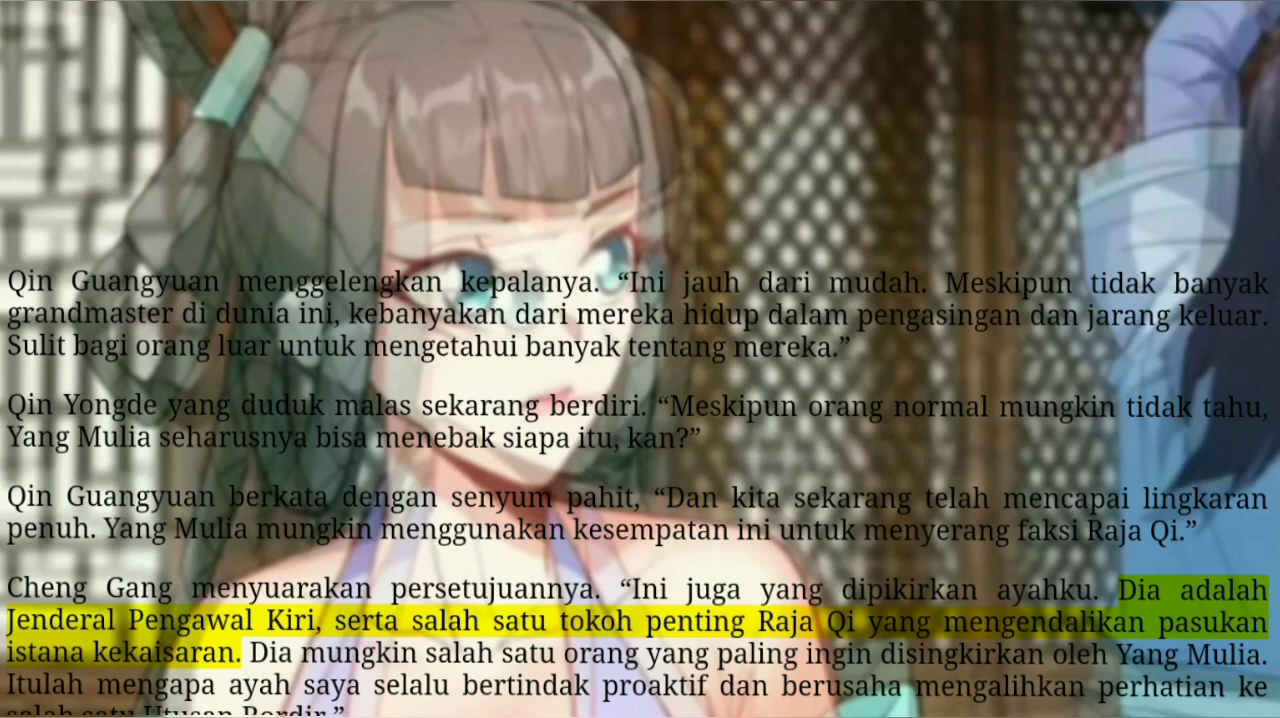 Qin Guangyuan menggelengkan kepalanya. “Ini jauh dari mudah. Meskipun tidak banyak
grandmaster di dunia ini, kebanyakan dari mereka hidup dalam pengasingan dan jarang keluar.
Sulit bagi orang luar untuk mengetahui banyak tentang mereka.”
Qin Yongde yang duduk malas sekarang berdiri. “Meskipun orang normal mungkin tidak tahu,
Yang Mulia seharusnya bisa menebak siapa itu, kan?”
Qin Guangyuan berkata dengan senyum pahit, “Dan kita sekarang telah mencapai lingkaran
penuh. Yang Mulia mungkin menggunakan kesempatan ini untuk menyerang faksi Raja Qi.”
Cheng Gang menyuarakan persetujuannya. “Ini juga yang dipikirkan ayahku. Dia adalah
Jenderal Pengawal Kiri, serta salah satu tokoh penting Raja Qi yang mengendalikan pasukan
istana kekaisaran. Dia mungkin salah satu orang yang paling ingin disingkirkan oleh Yang Mulia.
Itulah mengapa ayah saya selalu bertindak proaktif dan berusaha mengalihkan perhatian ke
salah satu Utusan Bordir.”